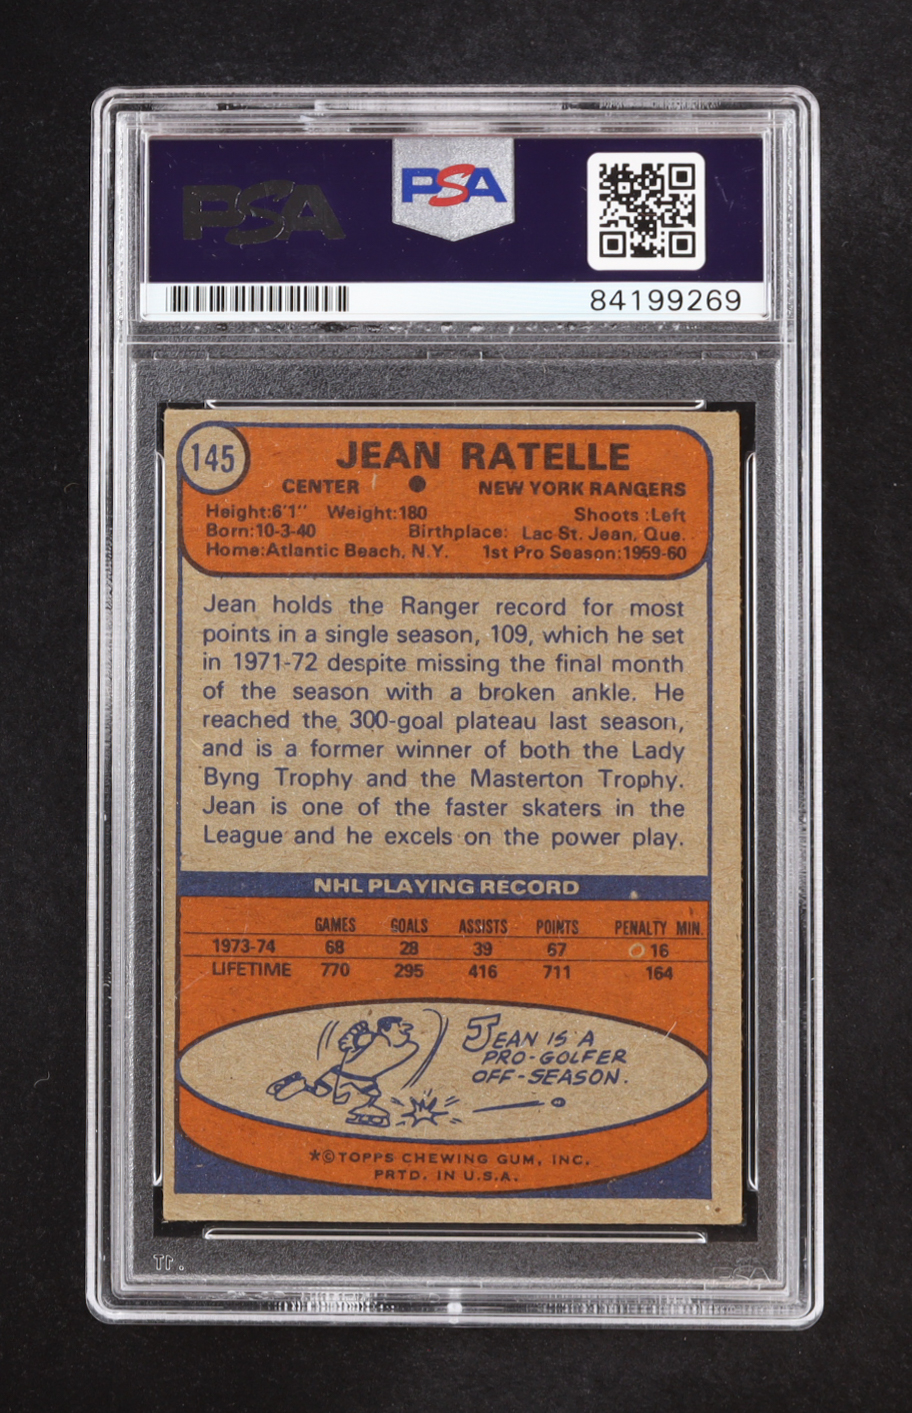 PSA
PSA
84199269
145
JEAN RATELLE
CENTER ● NEW YORK RANGERS
Height:6'1" Weight:180 Shoots :Left
Born:10-3-40 Birthplace: Lac St. Jean, Que.
Home:Atlantic Beach, N.Y. 1st Pro Season:1959-60
Jean holds the Ranger record for most
points in a single season, 109, which he set
in 1971-72 despite missing the final month
of the season with a broken ankle. He
reached the 300-goal plateau last season,
and is a former winner of both the Lady
Byng Trophy and the Masterton Trophy.
Jean is one of the faster skaters in the
League and he excels on the power play.
NHL PLAYING RECORD
GAMES GOALS ASSISTS POINTS PENALTY MIN.
1973-74 68 28 39 67 16
LIFETIME 770 295 416 711 164
JEAN IS A
PRO-GOLFER
OFF-SEASON.
*©TOPPS CHEWING GUM, INC.
PRTD. IN U.S.A.
PSA